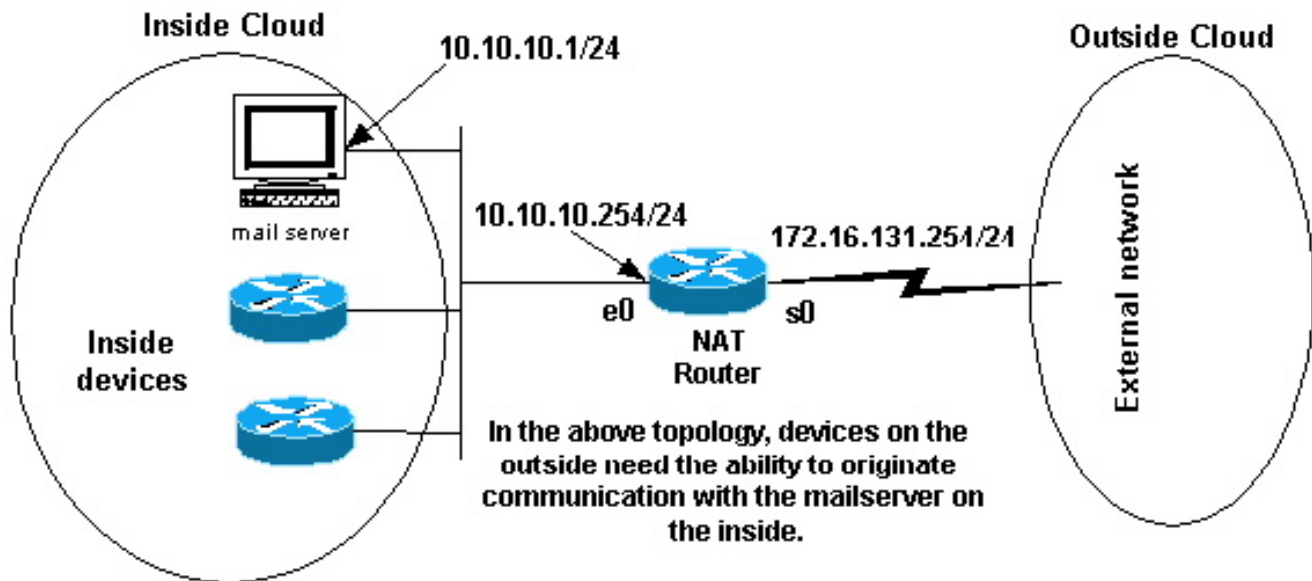 Inside Cloud
10.10.10.1/24
Outside Cloud
mail server
10.10.10.254/24
172.16.131.254/24
e0
s0
NAT
Router
Inside
devices
External network
In the above topology, devices on the
outside need the ability to originate
communication with the mailserver on
the inside.